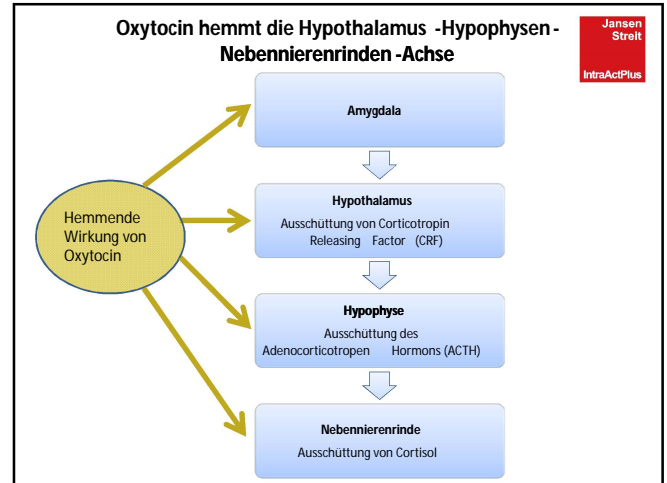 Oxytocin hemmt die Hypothalamus -Hypophysen -
Nebennierenrinden -Achse
Jansen
Streit
IntraActPlus
Amygdala
Hemmende
Wirkung von
Oxytocin
Hypothalamus
Ausschüttung von Corticotropin
Releasing Factor (CRF)
Hypophyse
Ausschüttung des
Adenocorticotropen Hormons (ACTH)
Nebennierenrinde
Ausschüttung von Cortisol